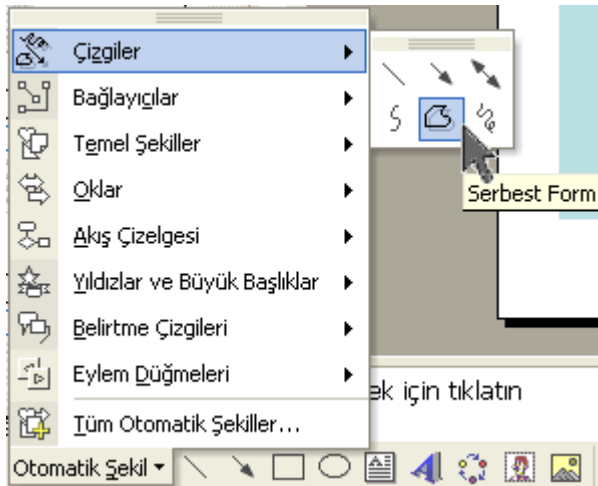 Çizgiler
Bağlayıcılar
Temel Şekiller
Oklar
Akış Çizelgesi
Yıldızlar ve Büyük Başlıklar
Belirtme Çizgileri
Eylem Düğmeleri
Tüm Otomatik Şekiller...
Serbest Form
ek için tıklatın
Otomatik Şekil